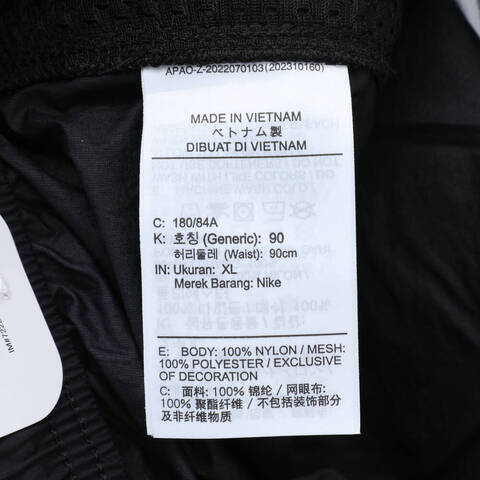 APAO-Z-2022070103 (202310160)
MADE IN VIETNAM
ベトナム製
DIBUAT DI VIETNAM
C: 180/84A
K: 호칭 (Generic): 90
허리둘레 (Waist): 90cm
IN: Ukuran: XL
Merek Barang: Nike
E: BODY: 100% NYLON / MESH:
100% POLYESTER / EXCLUSIVE
OF DECORATION
C: 面料: 100% 锦纶 / 网眼布:
100% 聚酯纤维 / 不包括装饰部分
及非纤维物质